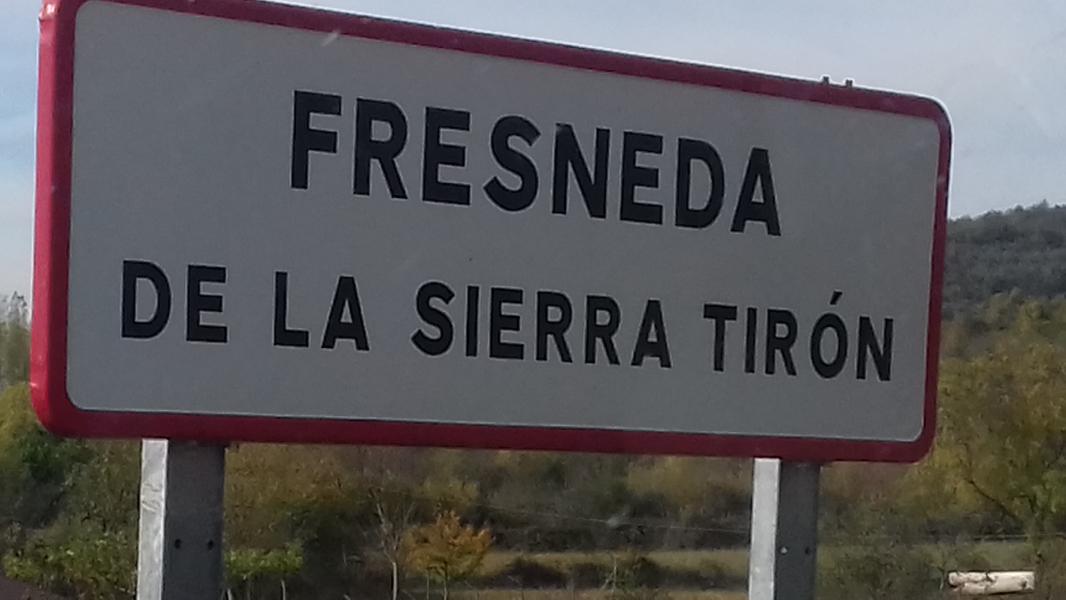 FRESNEDA
DE LA SIERRA TIRÓN